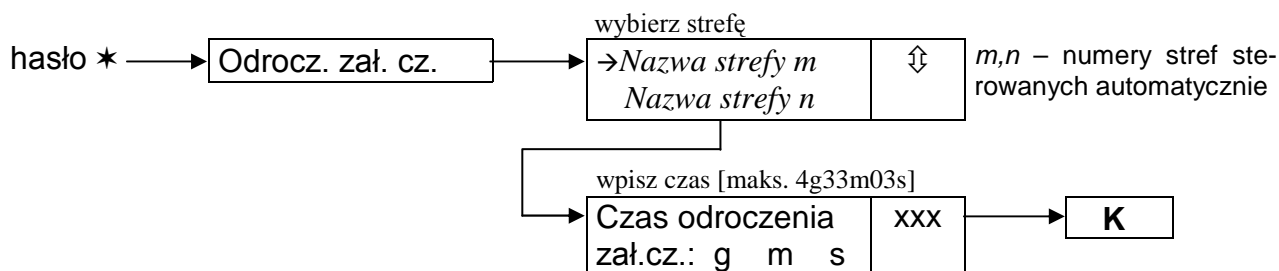 wybierz strefę
hasło ✶ Odrocz. zał. cz. →Nazwa strefy m ⇕ m,n – numery stref ste-
Nazwa strefy n rowanych automatycznie
wpisz czas [maks. 4g33m03s]
Czas odroczenia xxx K
zał.cz.: g m s